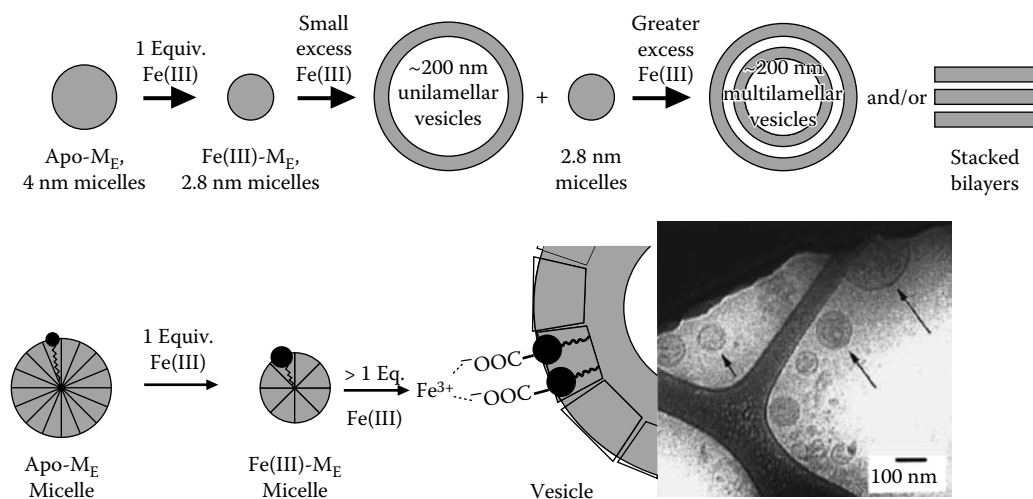 1 Equiv.
Fe(III)
Small
excess
Fe(III)
Greater
excess
Fe(III)
~200 nm
unilamellar
vesicles
+
~200 nm
multilamellar
vesicles
and/or
Apo-M_E,
4 nm micelles
Fe(III)-M_E,
2.8 nm micelles
2.8 nm
micelles
Stacked
bilayers
1 Equiv.
Fe(III)
> 1 Eq.
Fe(III)
Fe³⁺
⁻OOC
⁻OOC
Apo-M_E
Micelle
Fe(III)-M_E
Micelle
Vesicle
100 nm